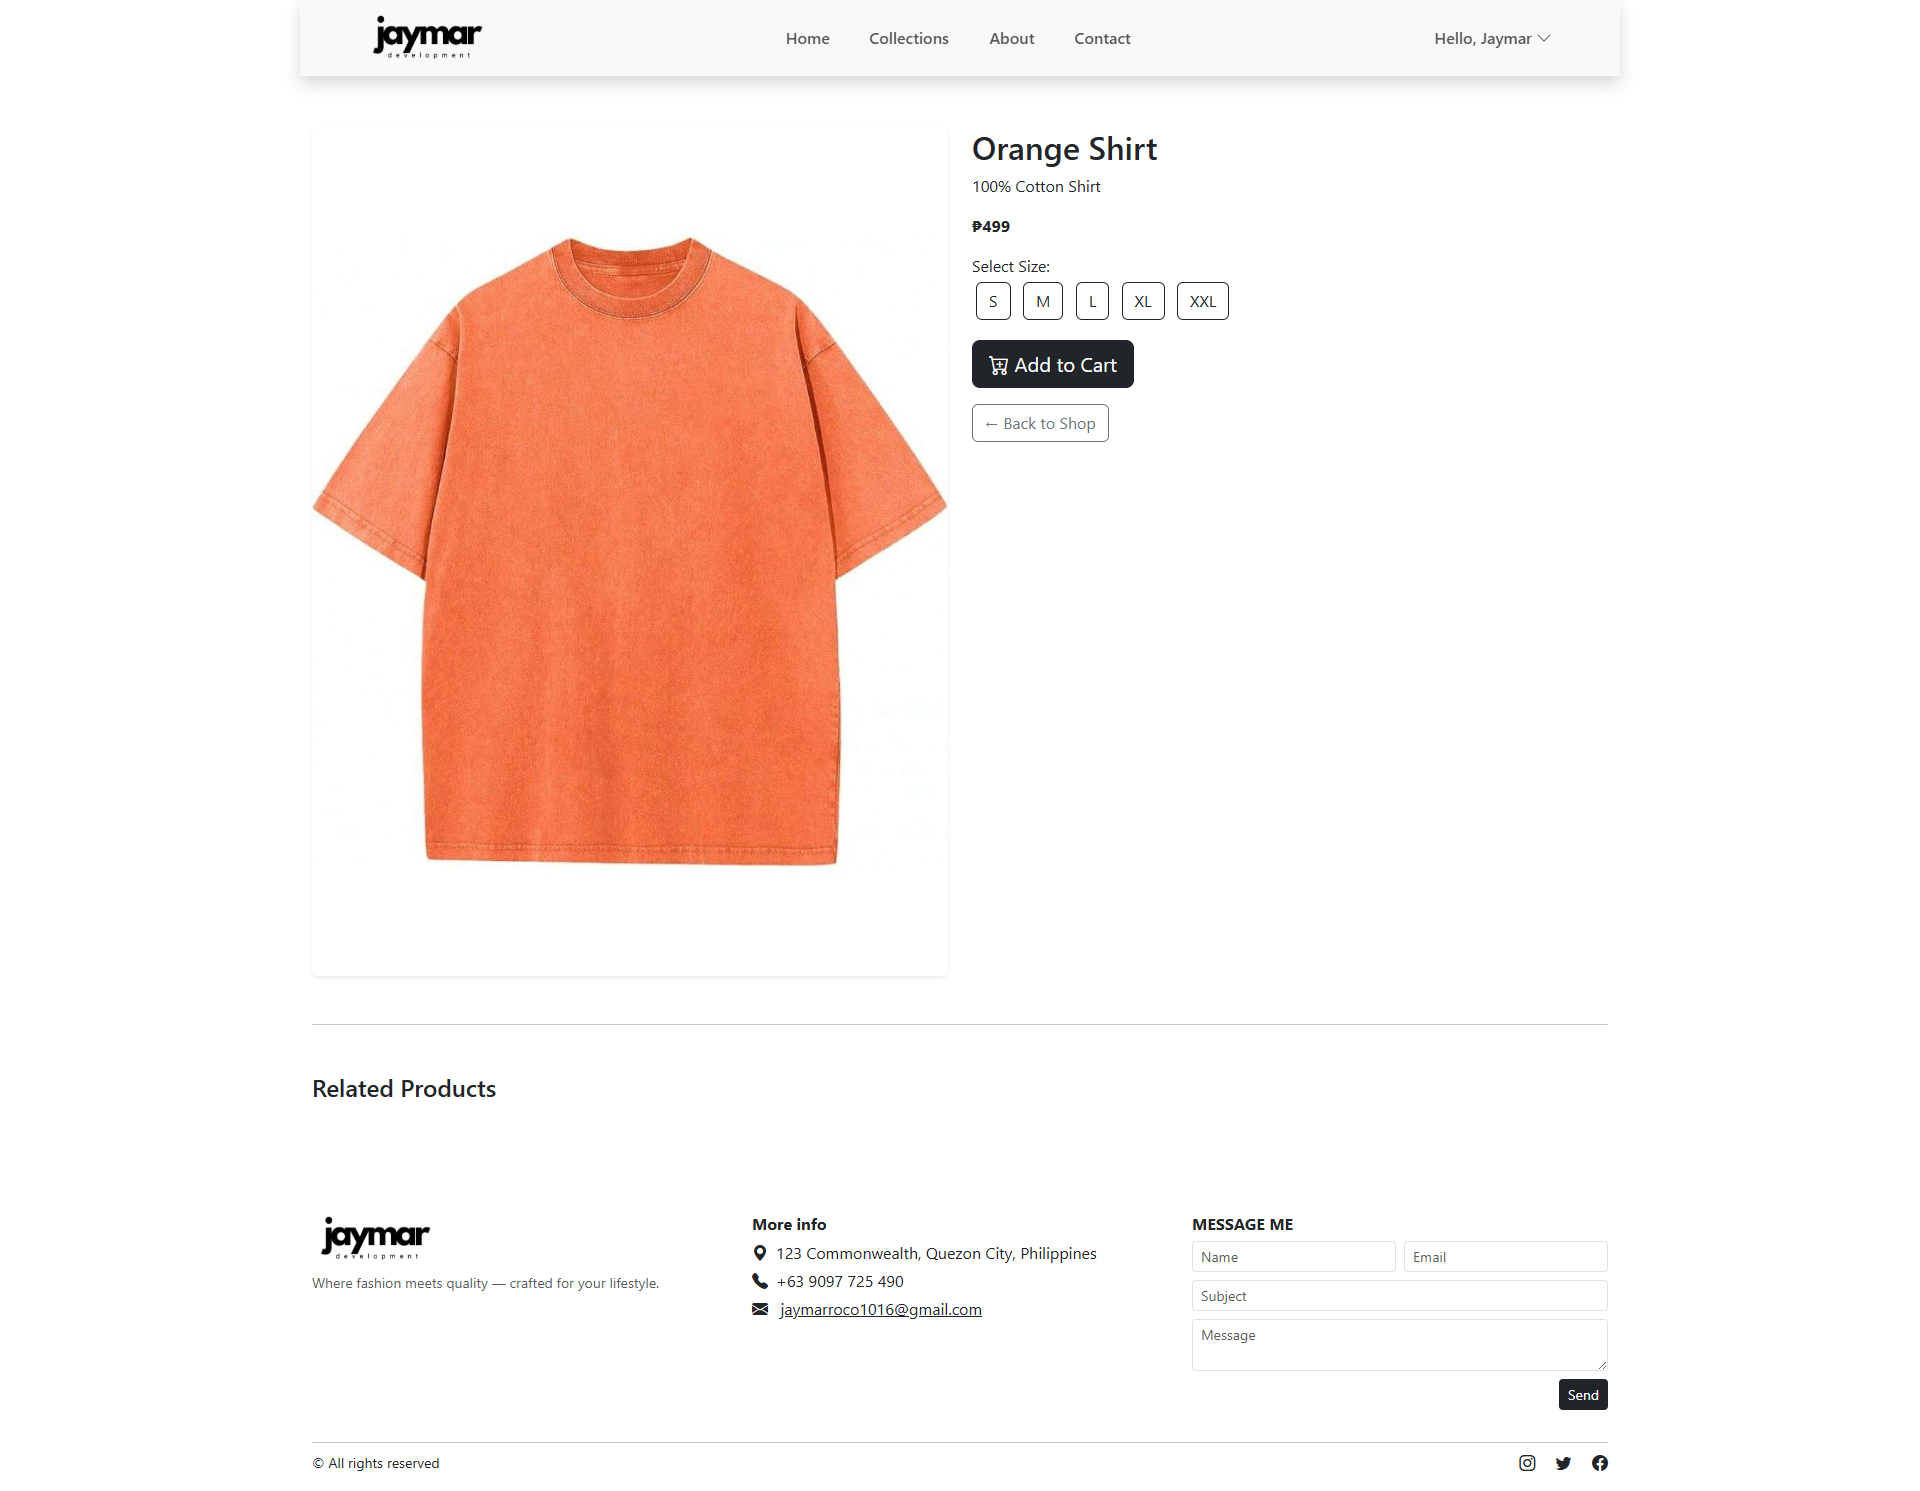 jaymar
development
Home Collections About Contact
Hello, Jaymar
Orange Shirt
100% Cotton Shirt
₱499
Select Size:
S M L XL XXL
Add to Cart
← Back to Shop
Related Products
jaymar
development
Where fashion meets quality — crafted for your lifestyle.
More info
123 Commonwealth, Quezon City, Philippines
+63 9097 725 490
jaymarroco1016@gmail.com
MESSAGE ME
Name Email
Subject
Message
Send
© All rights reserved